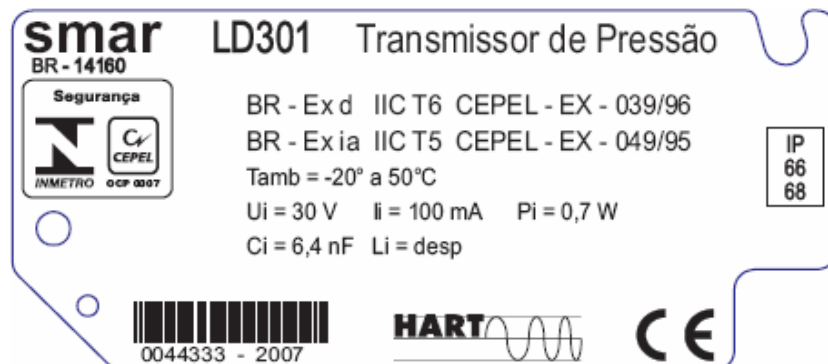 smar LD301 Transmissor de Pressão
BR - 14160
Segurança
INMETRO
CEPEL
OCP 0007
BR - Ex d IIC T6 CEPEL - EX - 039/96
BR - Ex ia IIC T5 CEPEL - EX - 049/95
Tamb = -20° a 50°C
Ui = 30 V Ii = 100 mA Pi = 0,7 W
Ci = 6,4 nF Li = desp
IP
66
68
0044333 - 2007
HART
CE